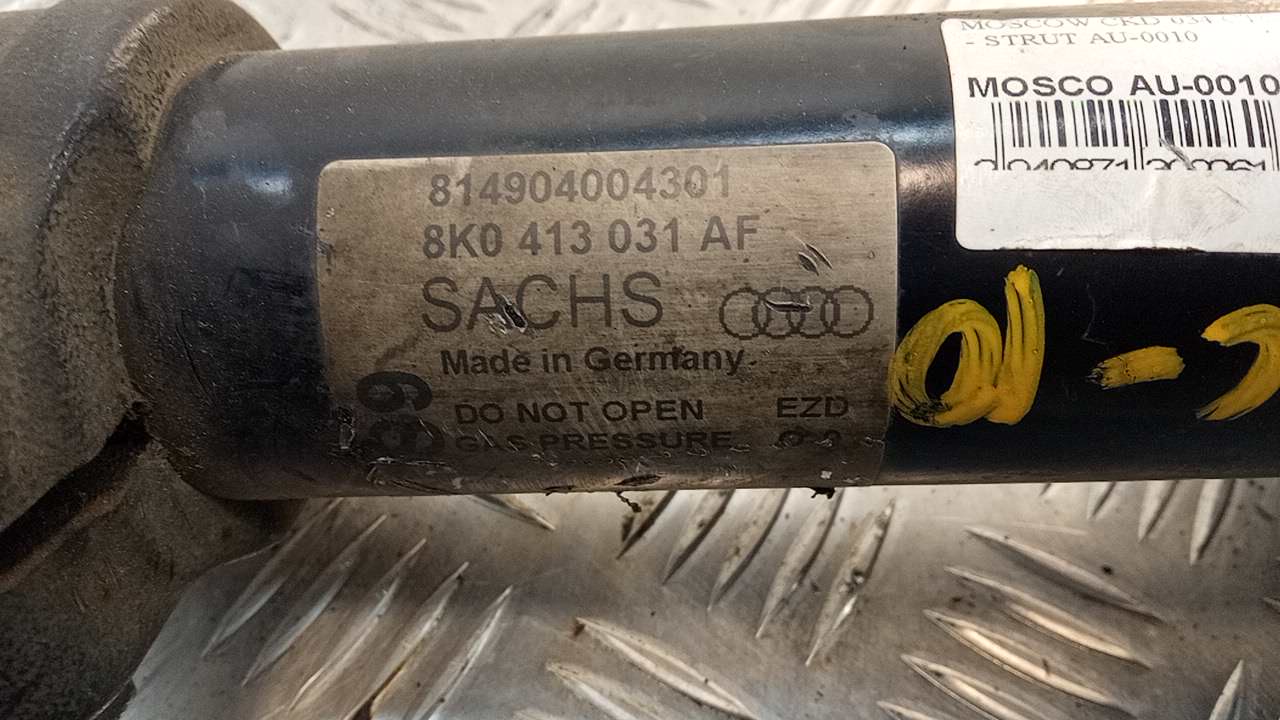 814904004301
8K0 413 031 AF
SACHS
Made in Germany
DO NOT OPEN EZD
GAS PRESSURE
MOSCOW CKD
- STRUT AU-0010
MOSCO AU-0010